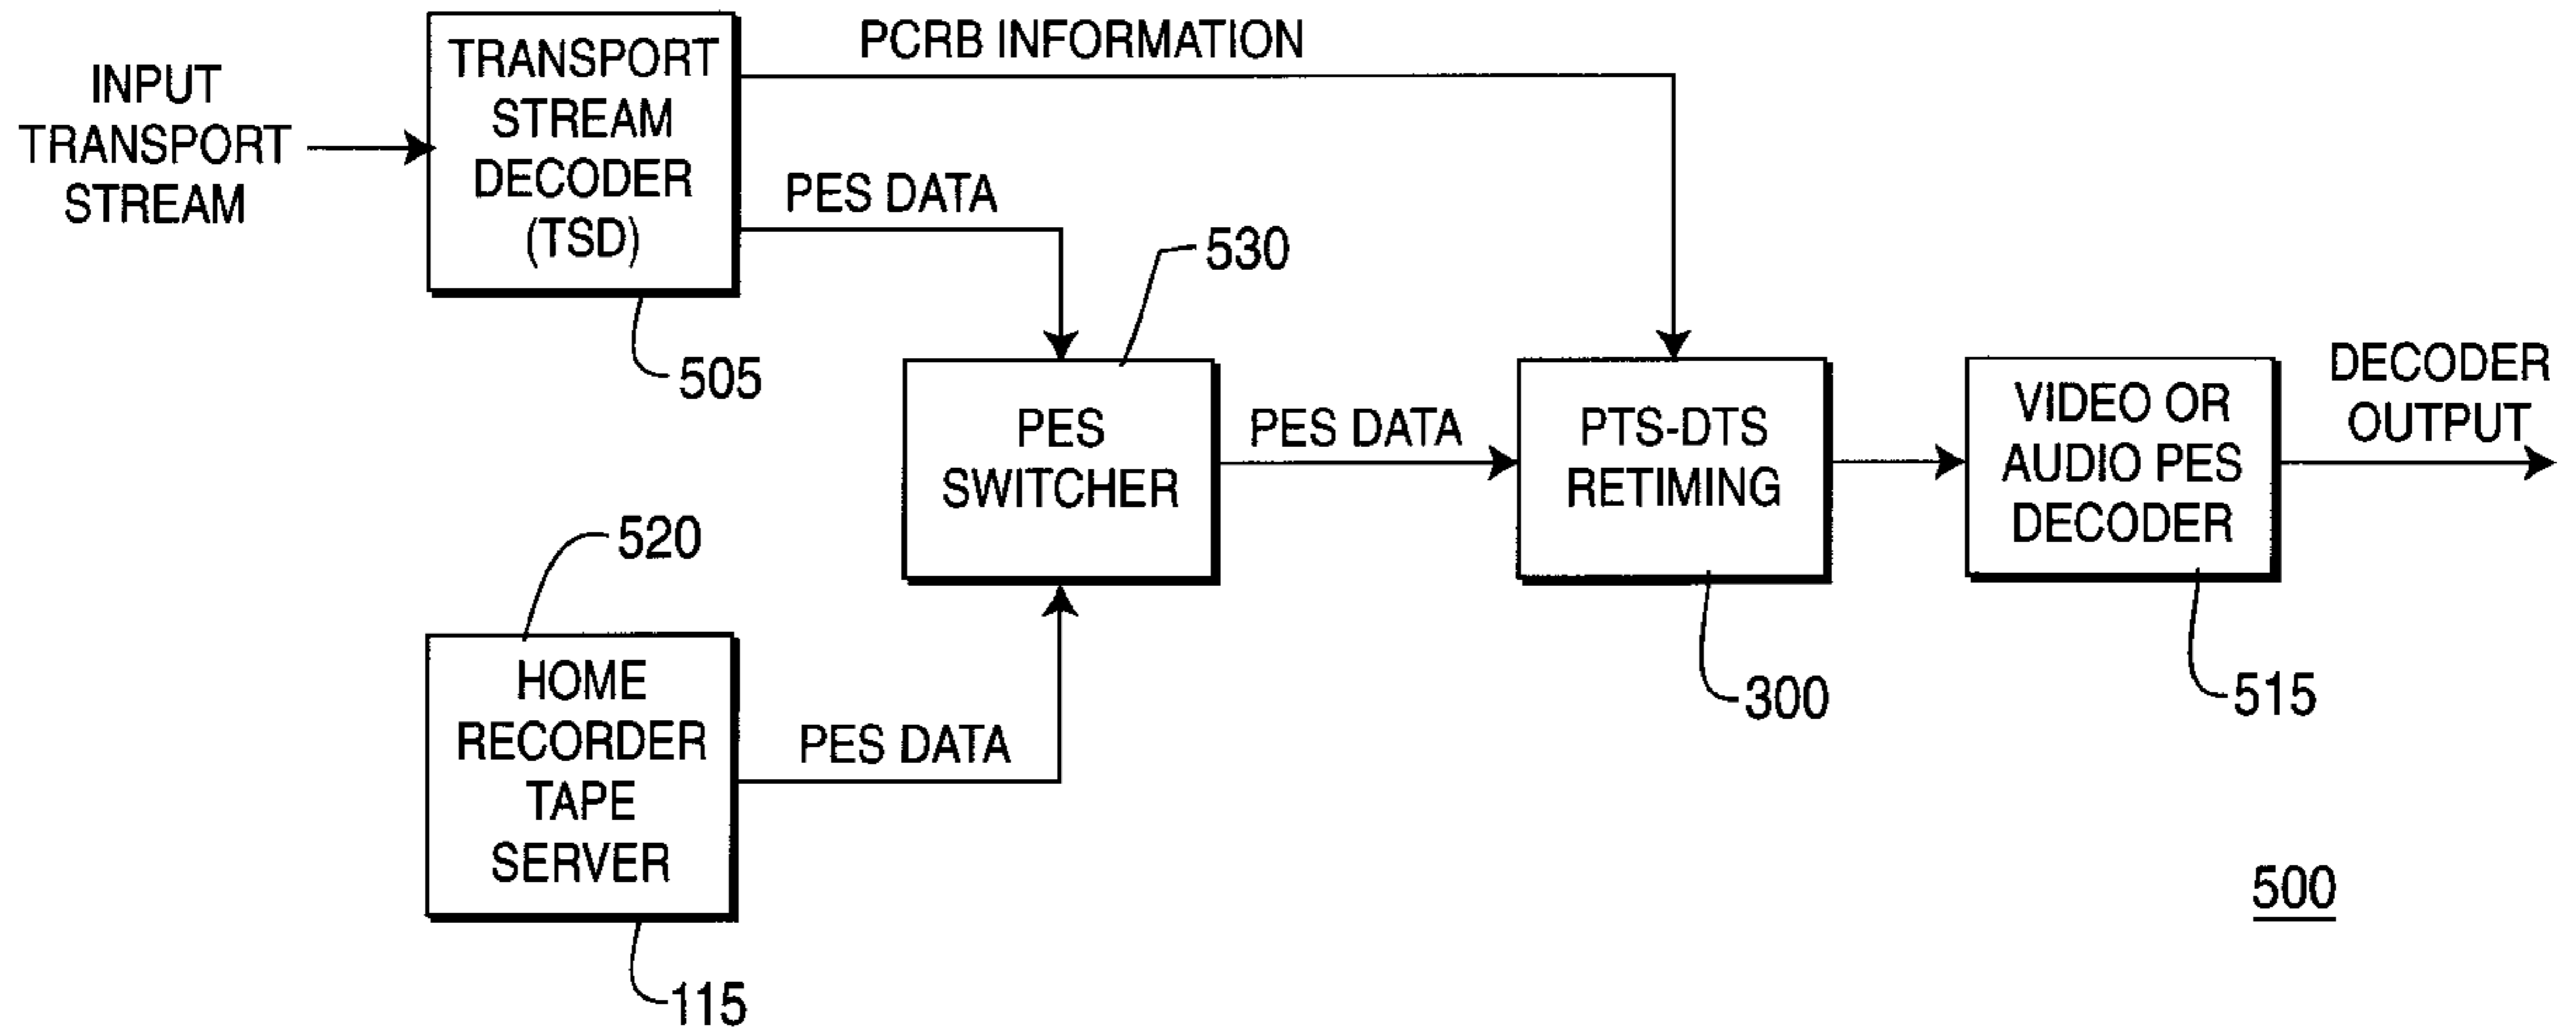 INPUT
TRANSPORT
STREAM
TRANSPORT
STREAM
DECODER
(TSD)
505
PCRB INFORMATION
PES DATA
530
PES
SWITCHER
520
HOME
RECORDER
TAPE
SERVER
115
PES DATA
PES DATA
PTS-DTS
RETIMING
300
VIDEO OR
AUDIO PES
DECODER
515
DECODER
OUTPUT
500